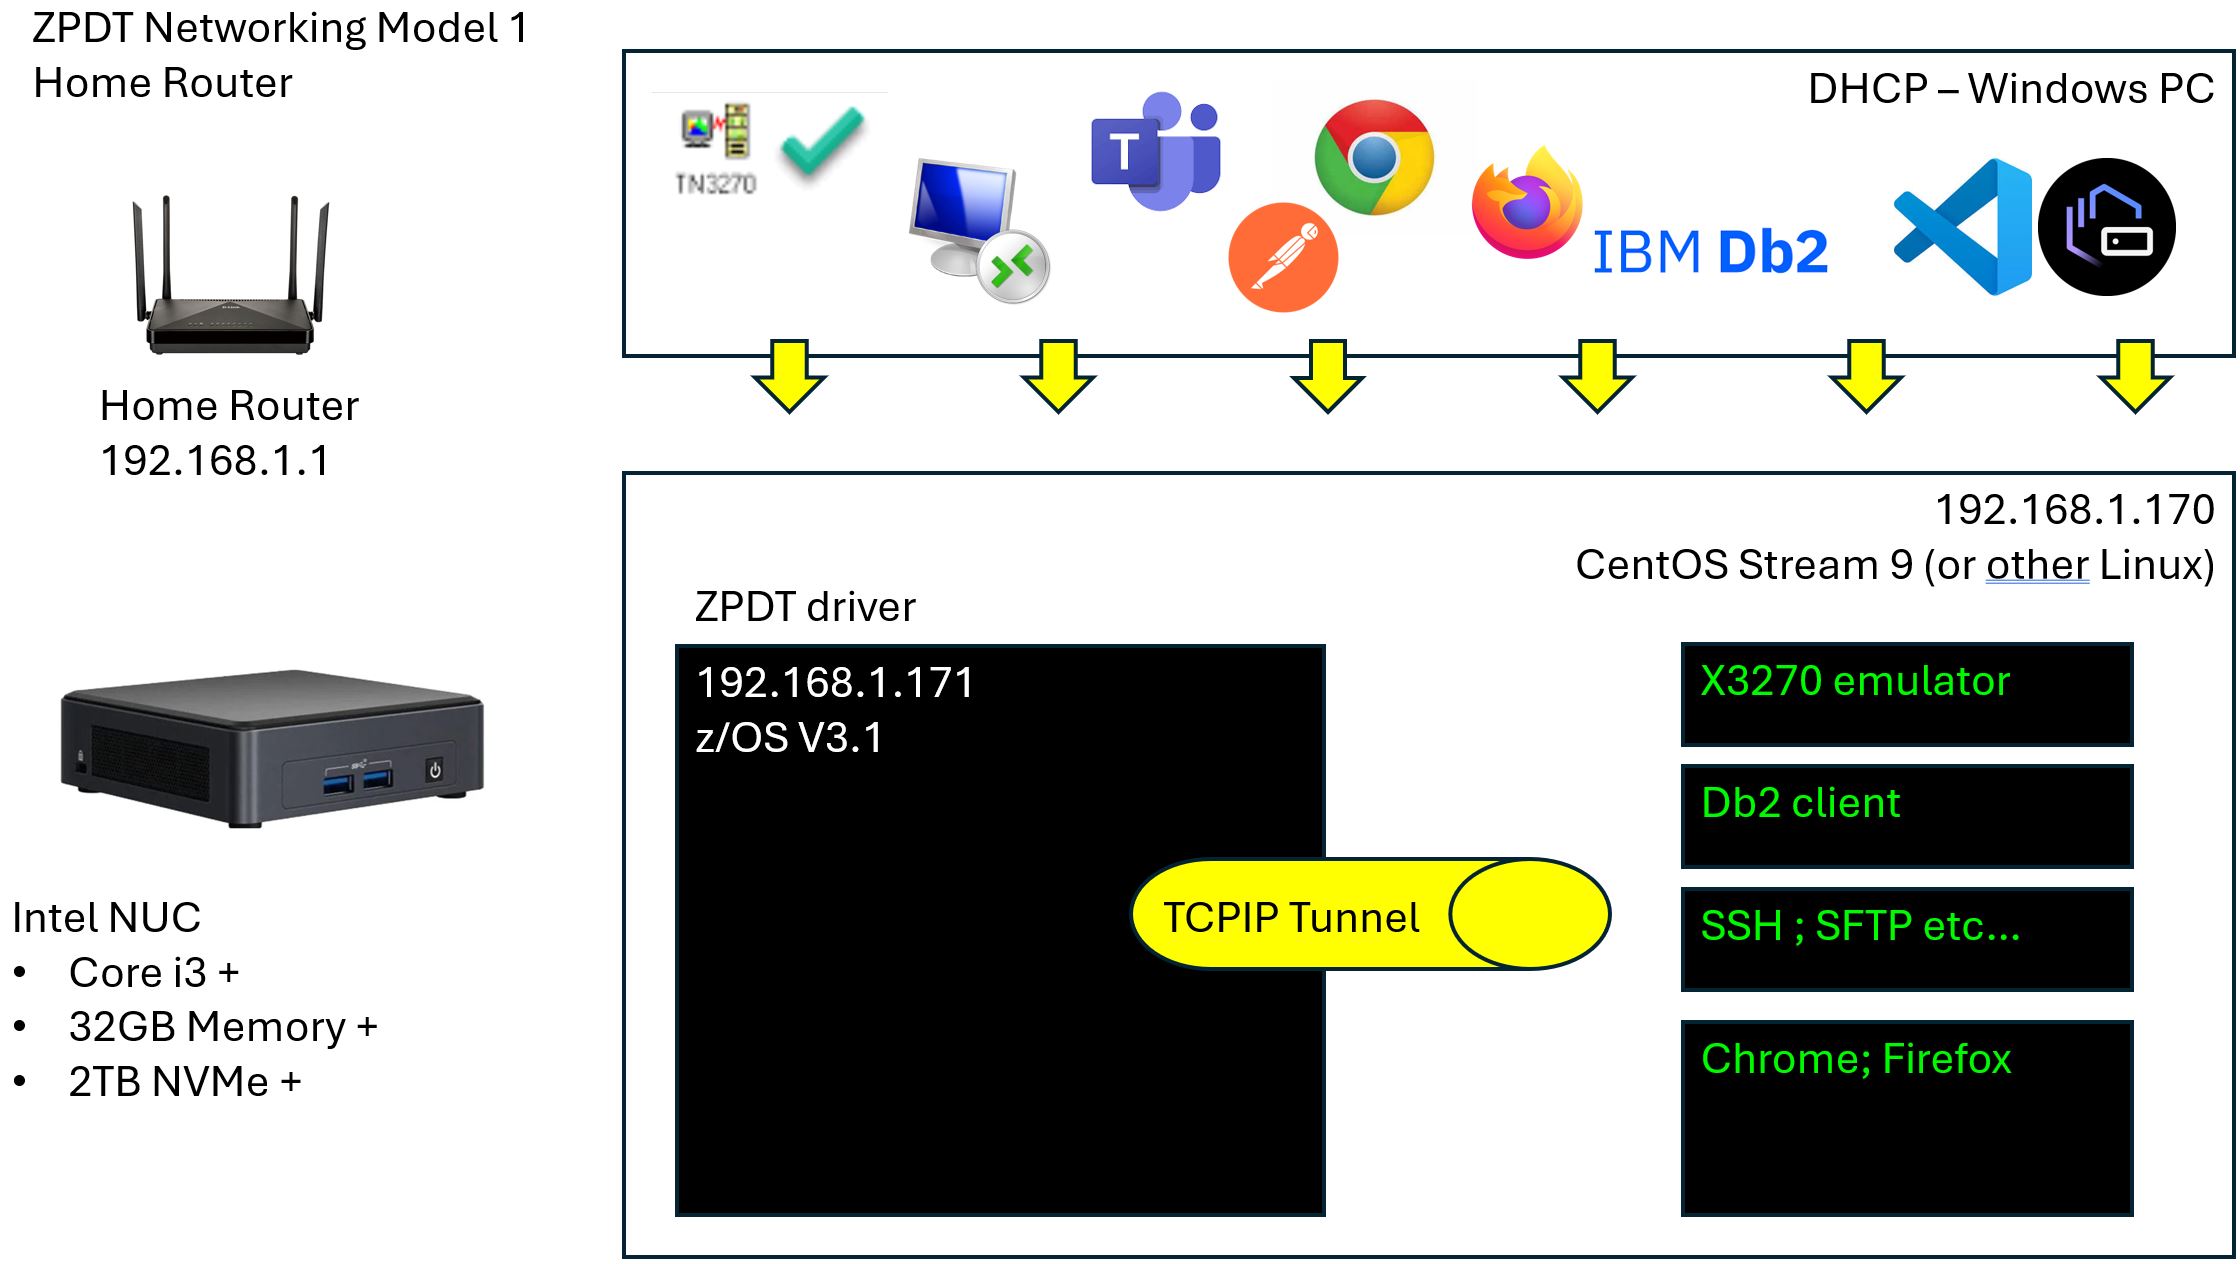 ZPDT Networking Model 1
Home Router
DHCP – Windows PC
TN3270
T
IBM Db2
Home Router
192.168.1.1
192.168.1.170
CentOS Stream 9 (or other Linux)
ZPDT driver
192.168.1.171
z/OS V3.1
X3270 emulator
Db2 client
SSH ; SFTP etc...
Chrome; Firefox
TCPIP Tunnel
Intel NUC
• Core i3 +
• 32GB Memory +
• 2TB NVMe +